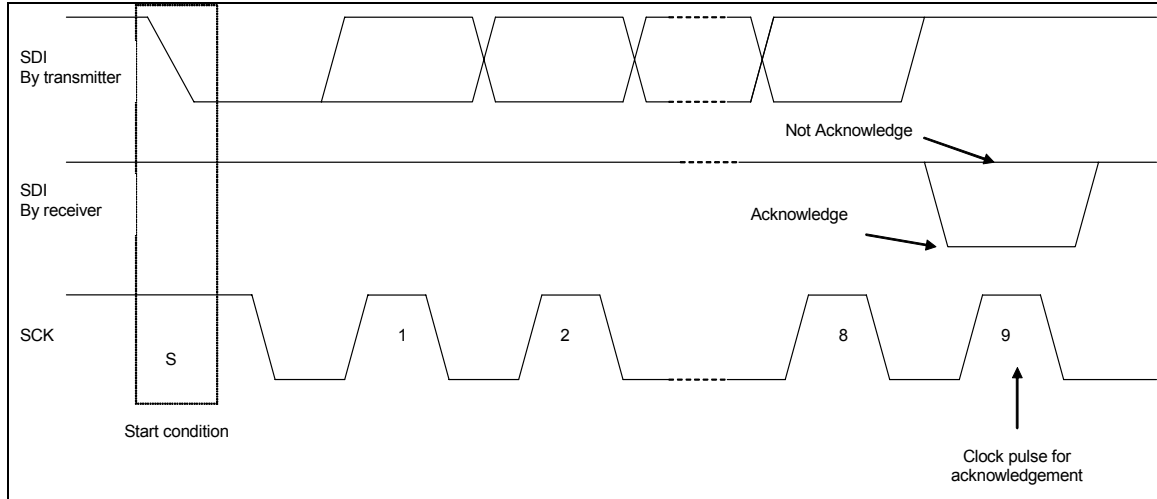 SDI
By transmitter
Not Acknowledge
SDI
By receiver
Acknowledge
SCK
1
2
8
9
S
Start condition
Clock pulse for
acknowledgement